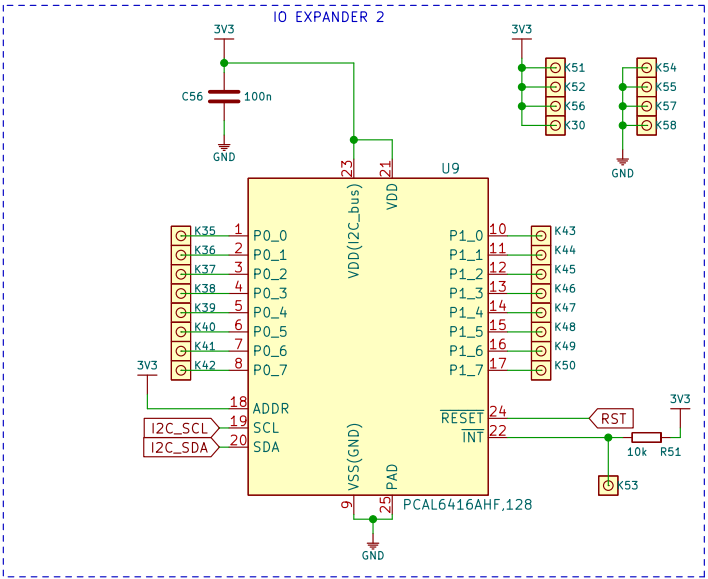 IO EXPANDER 2
3V3
3V3
C56 100n
GND
K51
K52
K56
K30
K54
K55
K57
K58
GND
23
21
U9
VDD(I2C_bus)
VDD
K35 1 P0_0
K36 2 P0_1
K37 3 P0_2
K38 4 P0_3
K39 5 P0_4
K40 6 P0_5
K41 7 P0_6
K42 8 P0_7
P1_0 10 K43
P1_1 11 K44
P1_2 12 K45
P1_3 13 K46
P1_4 14 K47
P1_5 15 K48
P1_6 16 K49
P1_7 17 K50
3V3
18 ADDR
I2C_SCL 19 SCL
I2C_SDA 20 SDA
RESET 24 RST
INT 22
3V3
10k R51
K53
VSS(GND)
PAD
9
25
PCAL6416AHF,128
GND